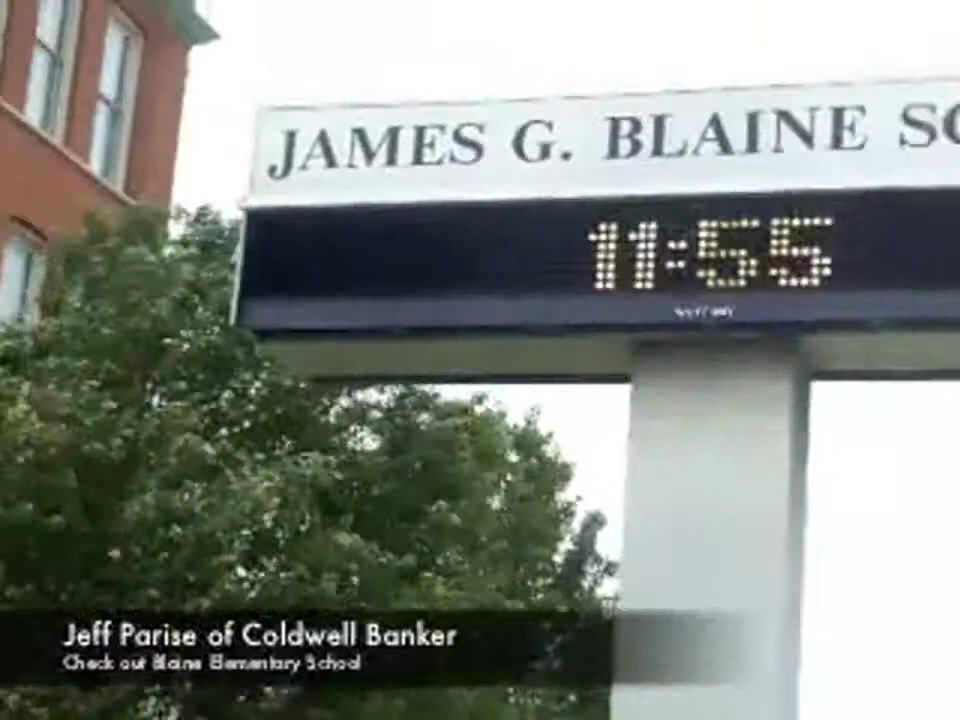 JAMES G. BLAINE SC
11:55
Jeff Parise of Coldwell Banker
Check out Blaine Elementary School